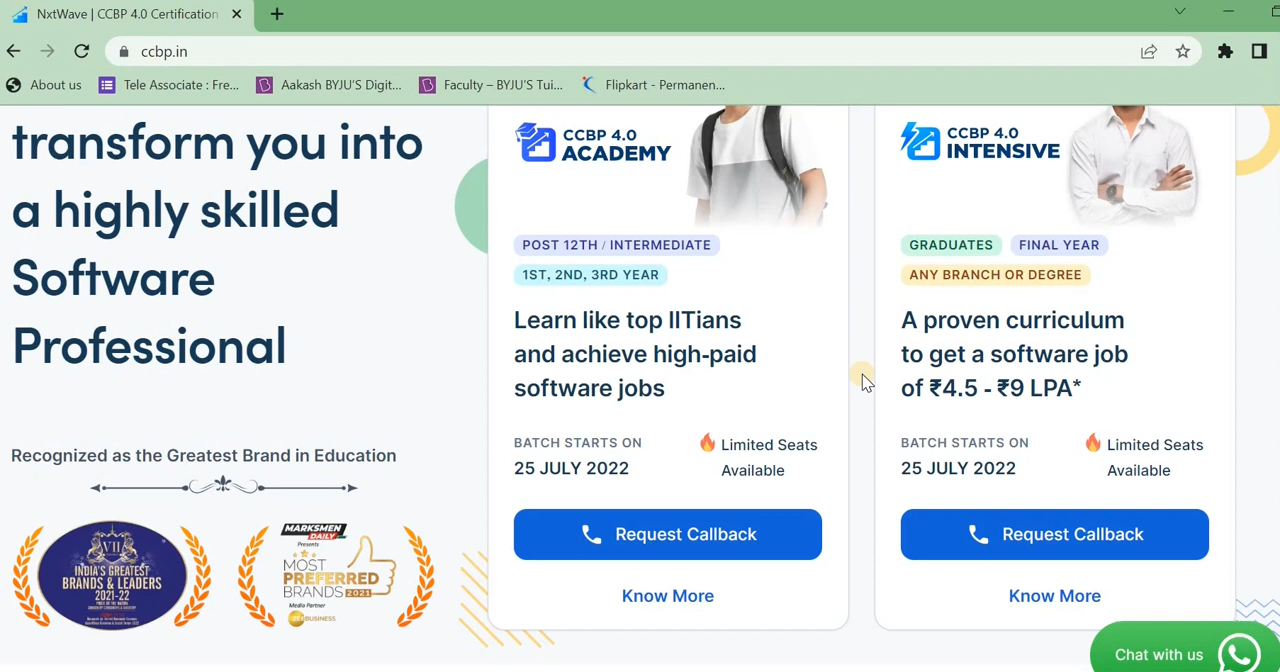 NxtWave | CCBP 4.0 Certification
ccbp.in
About us
Tele Associate : Fre...
Aakash BYJU'S Digit...
Faculty – BYJU'S Tui...
Flipkart - Permanen...
transform you into
a highly skilled
Software
Professional
Recognized as the Greatest Brand in Education
VII
INDIA'S GREATEST
BRANDS & LEADERS
2021-22
MARKSMEN
DAILY
Presents
MOST
PREFERRED
BRANDS 2021
Media Partner
BUSINESS
CCBP 4.0
ACADEMY
POST 12TH / INTERMEDIATE
1ST, 2ND, 3RD YEAR
Learn like top IITians
and achieve high-paid
software jobs
BATCH STARTS ON
25 JULY 2022
Limited Seats
Available
Request Callback
Know More
CCBP 4.0
INTENSIVE
GRADUATES
FINAL YEAR
ANY BRANCH OR DEGREE
A proven curriculum
to get a software job
of ₹4.5 - ₹9 LPA*
BATCH STARTS ON
25 JULY 2022
Limited Seats
Available
Request Callback
Know More
Chat with us